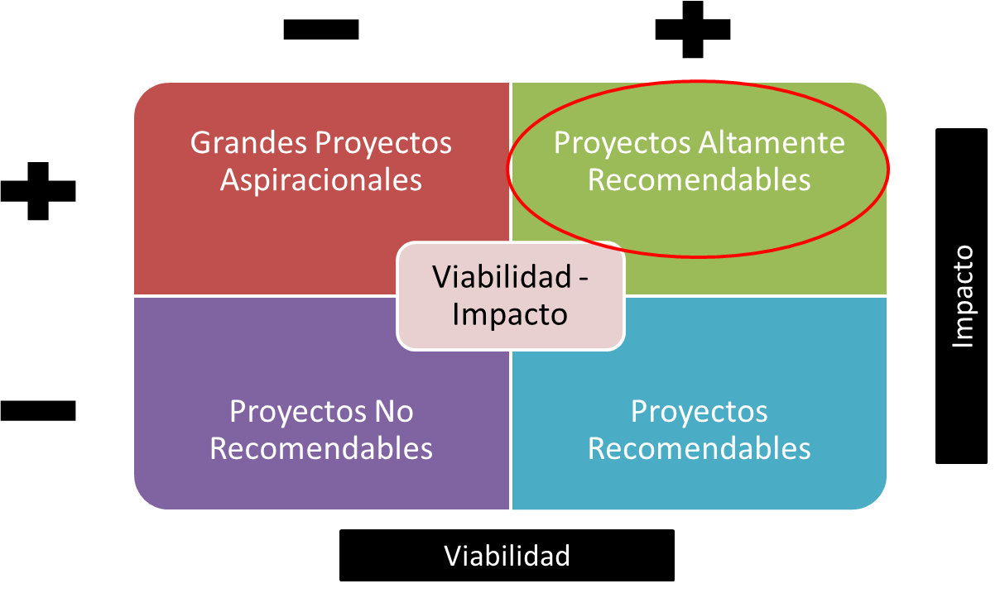 Grandes Proyectos
Aspiracionales
Proyectos Altamente
Recomendables
Viabilidad -
Impacto
Proyectos No
Recomendables
Proyectos
Recomendables
Impacto
Viabilidad